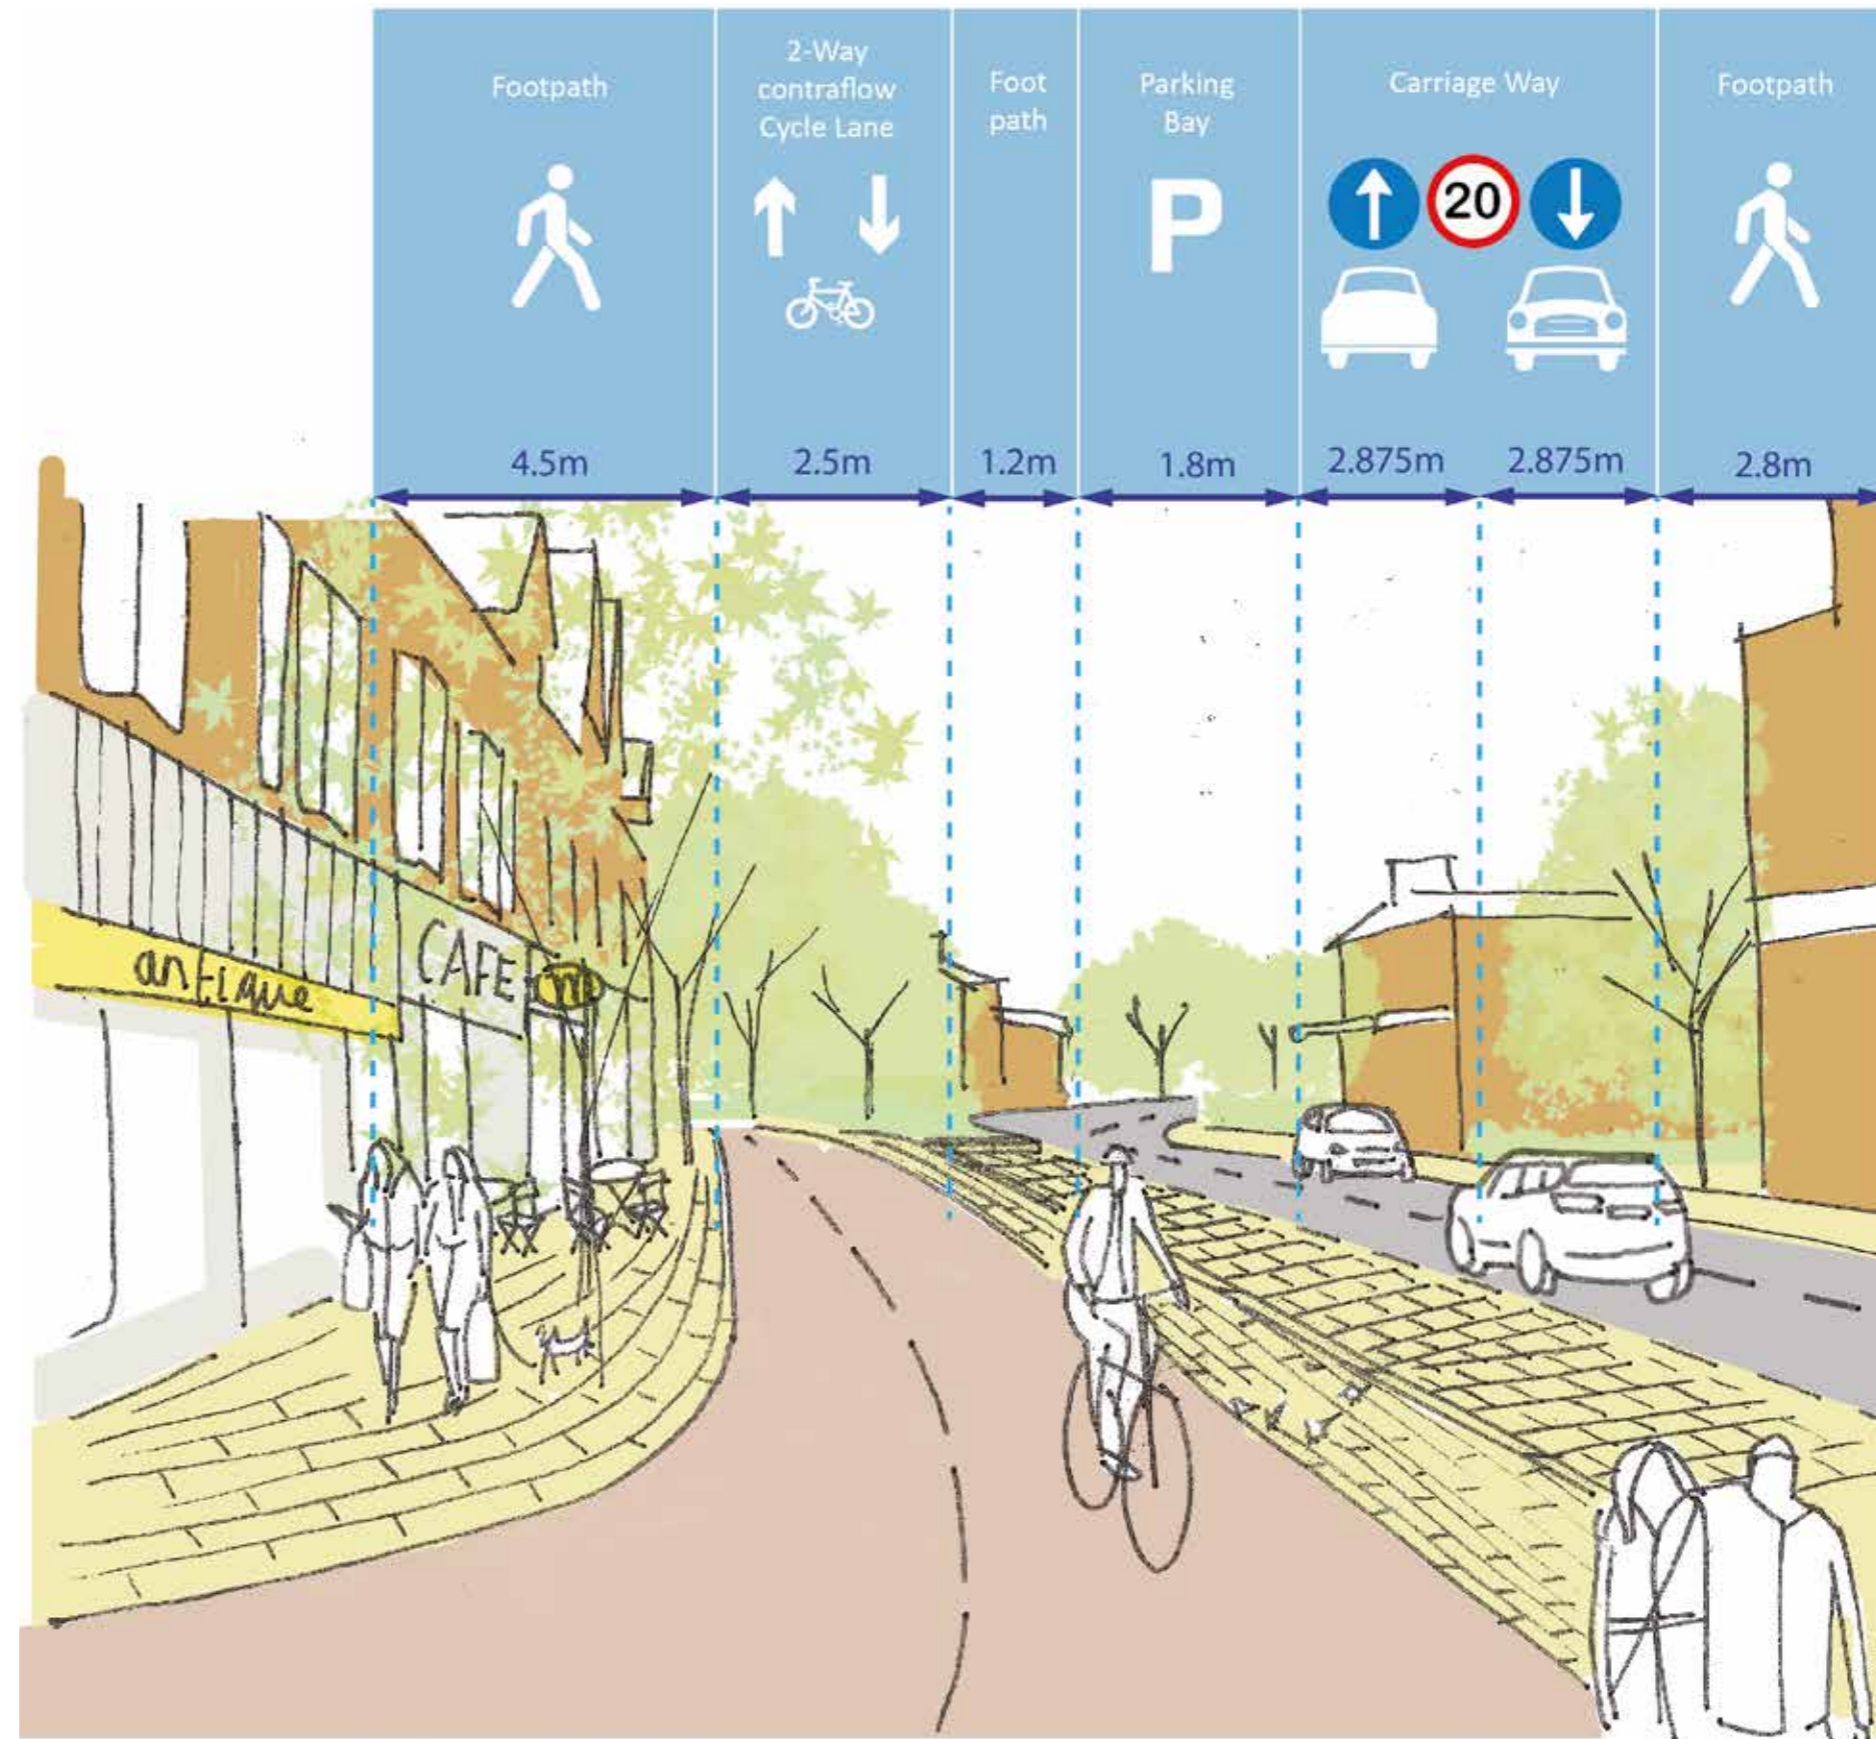 Footpath
2-Way
contraflow
Cycle Lane
Foot
path
Parking
Bay
Carriage Way
Footpath
P
20
4.5m
2.5m
1.2m
1.8m
2.875m
2.875m
2.8m
antique
CAFE
m